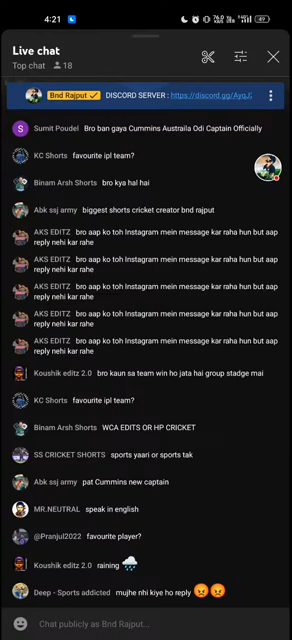 4:21
76.0
49
Live chat
Top chat 18
Bnd Rajput DISCORD SERVER : https://discord.gg/AyqJZ
Sumit Poudel Bro ban gaya Cummins Austraila Odi Captain Officially
KC Shorts favourite ipl team?
Binam Arsh Shorts bro kya hal hai
Abk ssj army biggest shorts cricket creator bnd rajput
AKS EDITZ bro aap ko toh Instagram mein message kar raha hun but aap
reply nehi kar rahe
AKS EDITZ bro aap ko toh Instagram mein message kar raha hun but aap
reply nehi kar rahe
AKS EDITZ bro aap ko toh Instagram mein message kar raha hun but aap
reply nehi kar rahe
AKS EDITZ bro aap ko toh Instagram mein message kar raha hun but aap
reply nehi kar rahe
AKS EDITZ bro aap ko toh Instagram mein message kar raha hun but aap
reply nehi kar rahe
Koushik editz 2.0 bro kaun sa team win ho jata hai group stadge mai
KC Shorts favourite ipl team?
Binam Arsh Shorts WCA EDITS OR HP CRICKET
SS CRICKET SHORTS sports yaari or sports tak
Abk ssj army pat Cummins new captain
MR.NEUTRAL speak in english
@Pranjul2022 favourite player?
Koushik editz 2.0 raining 🌧️
Deep - Sports addicted mujhe nhi kiye ho reply 😡😡
Chat publicly as Bnd Rajput...